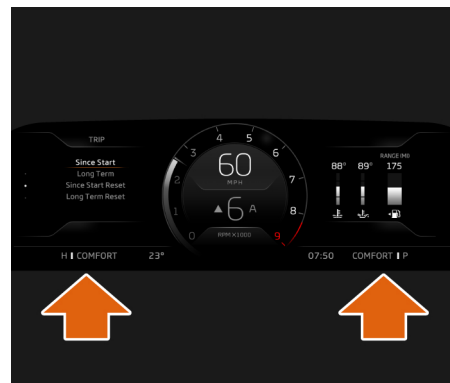 TRIP
Since Start
Long Term
Since Start Reset
Long Term Reset
0
1
2
3
4
5
6
7
8
9
60
MPH
6 A
RPM X1000
RANGE (MI)
88° 89° 175
H COMFORT 23° 07:50 COMFORT P